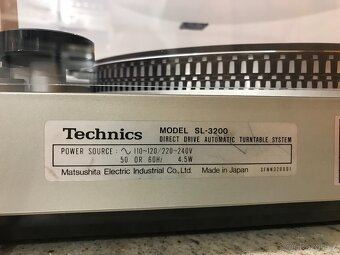 Technics MODEL SL-3200
DIRECT DRIVE AUTOMATIC TURNTABLE SYSTEM
POWER SOURCE: ∿ 110-120/220-240V
50 OR 60Hz 4.5W
Matsushita Electric Industrial Co., Ltd. Made in Japan
SFNN320001